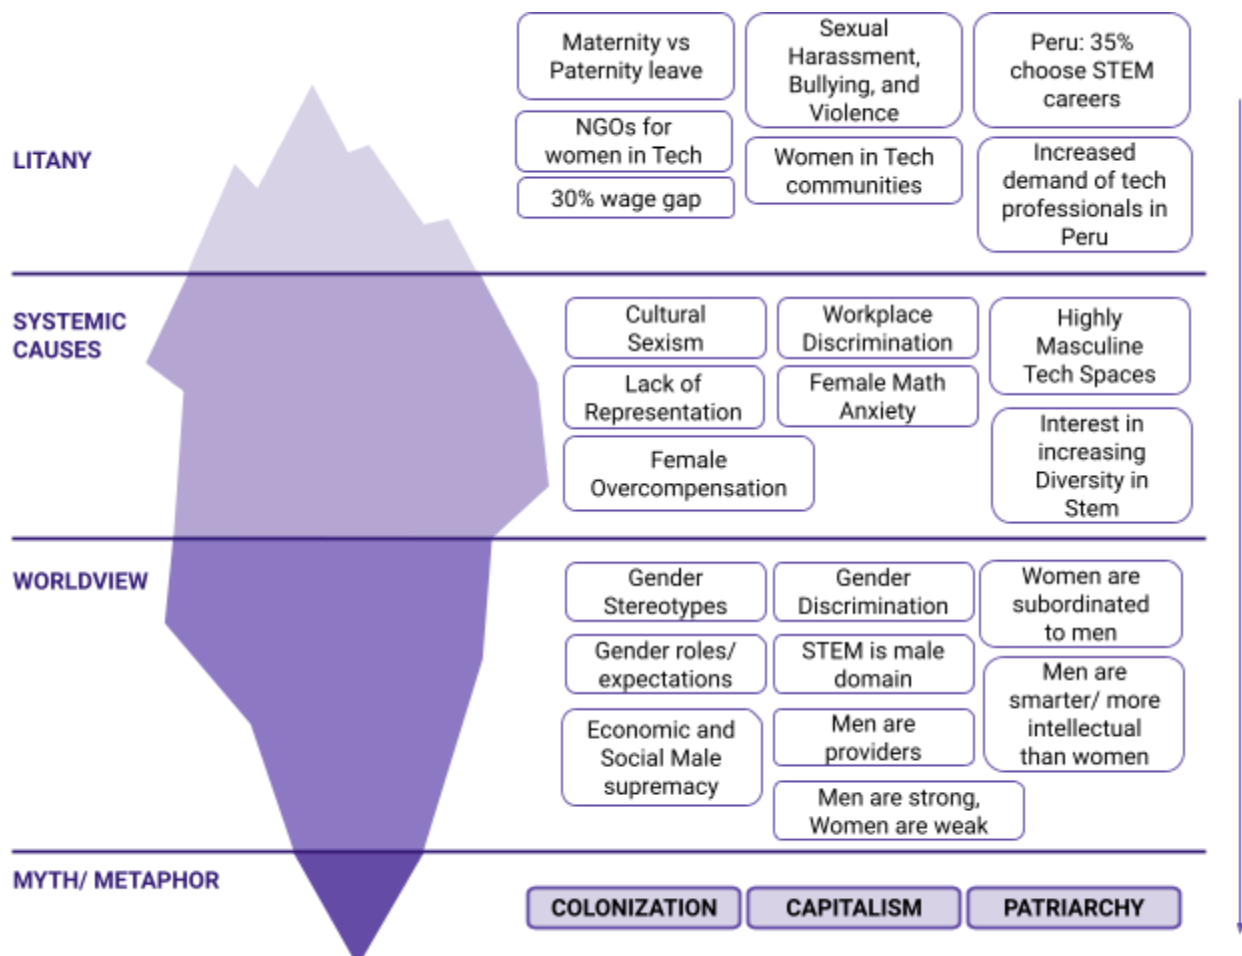 LITANY
Maternity vs
Paternity leave
NGOs for
women in Tech
30% wage gap
Sexual
Harassment,
Bullying, and
Violence
Women in Tech
communities
Peru: 35%
choose STEM
careers
Increased
demand of tech
professionals in
Peru
SYSTEMIC
CAUSES
Cultural
Sexism
Lack of
Representation
Female
Overcompensation
Workplace
Discrimination
Female Math
Anxiety
Highly
Masculine
Tech Spaces
Interest in
increasing
Diversity in
Stem
WORLDVIEW
Gender
Stereotypes
Gender roles/
expectations
Economic and
Social Male
supremacy
Gender
Discrimination
STEM is male
domain
Men are
providers
Men are strong,
Women are weak
Women are
subordinated
to men
Men are
smarter/ more
intellectual
than women
MYTH/ METAPHOR
COLONIZATION
CAPITALISM
PATRIARCHY